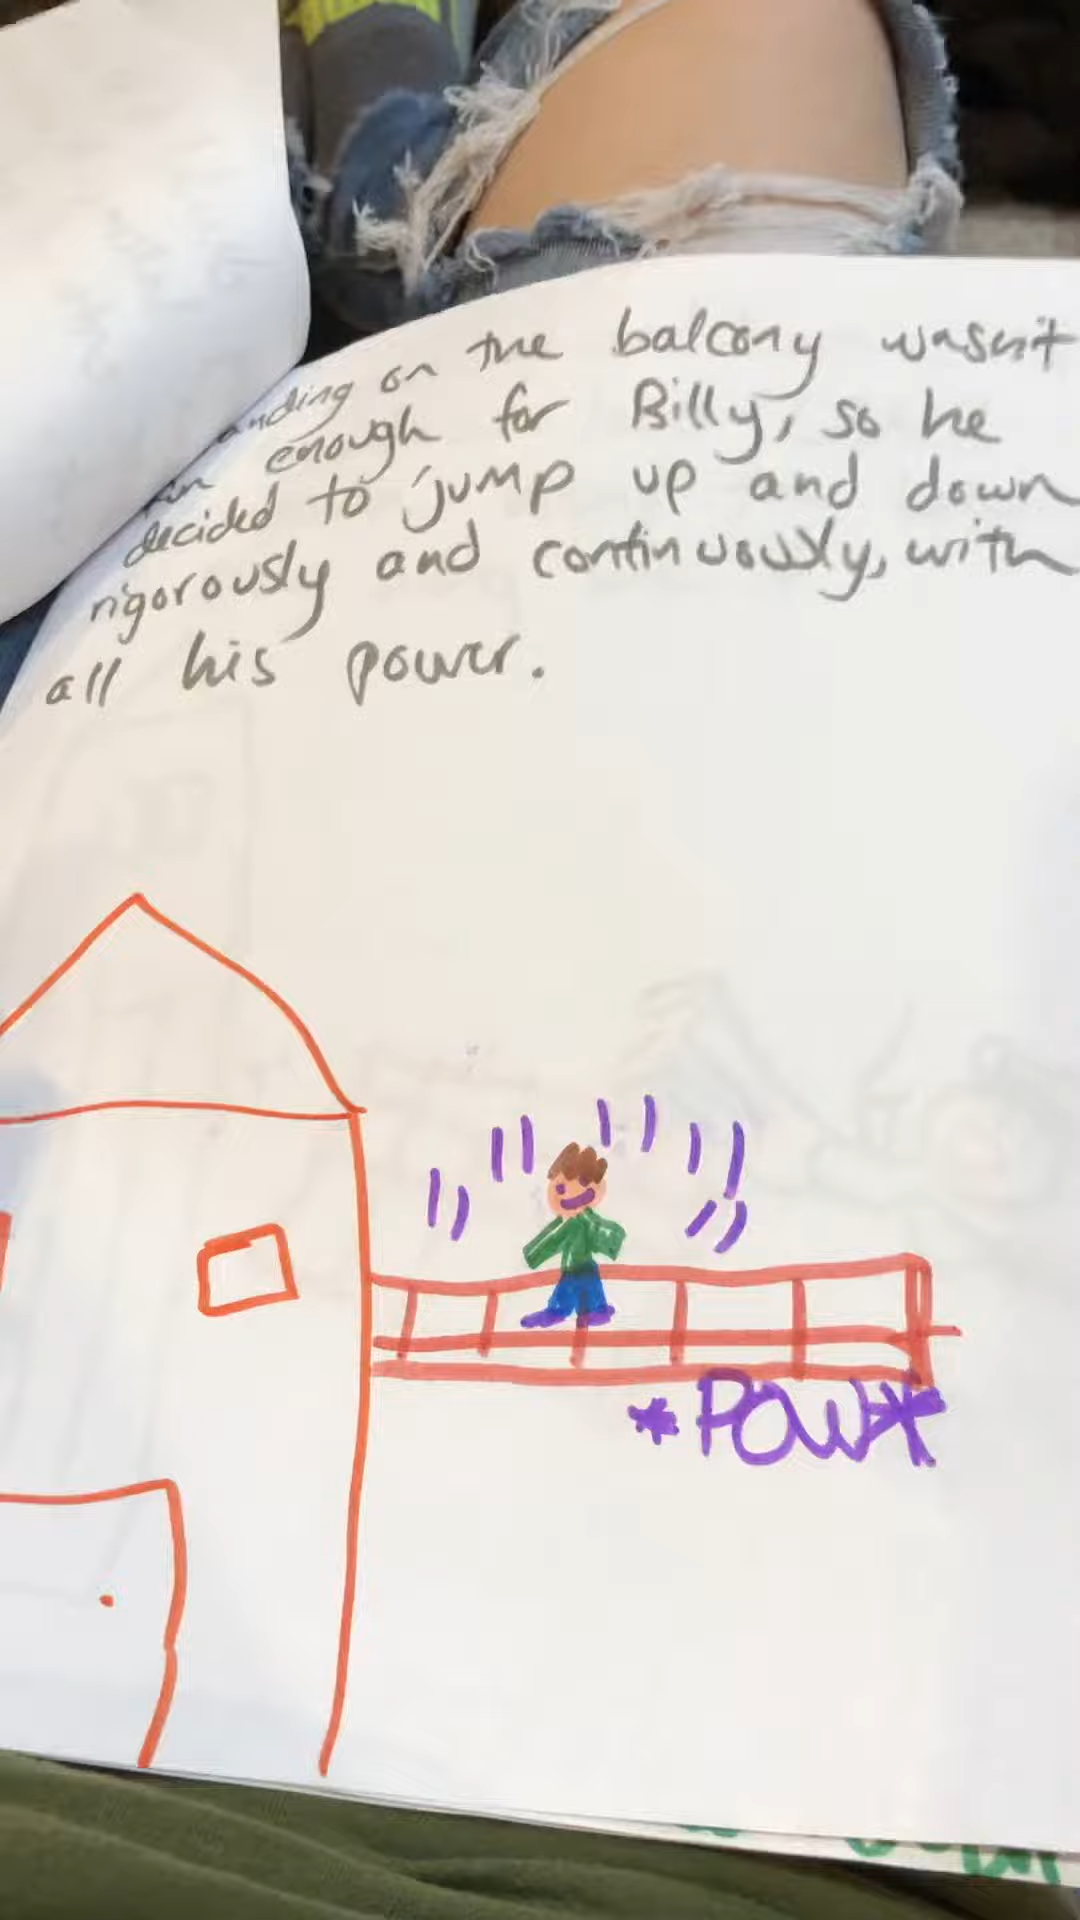 anding on the balcony wasn't
enough for Billy, so he
decided to jump up and down
rigorously and continuously, with
all his power.
*POW*